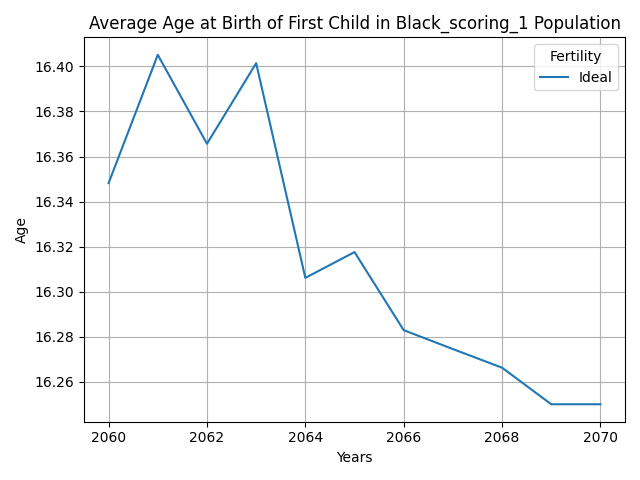 Average Age at Birth of First Child in Black_scoring_1 Population
Fertility
Ideal
16.40
16.38
16.36
16.34
16.32
16.30
16.28
16.26
Age
2060 2062 2064 2066 2068 2070
Years